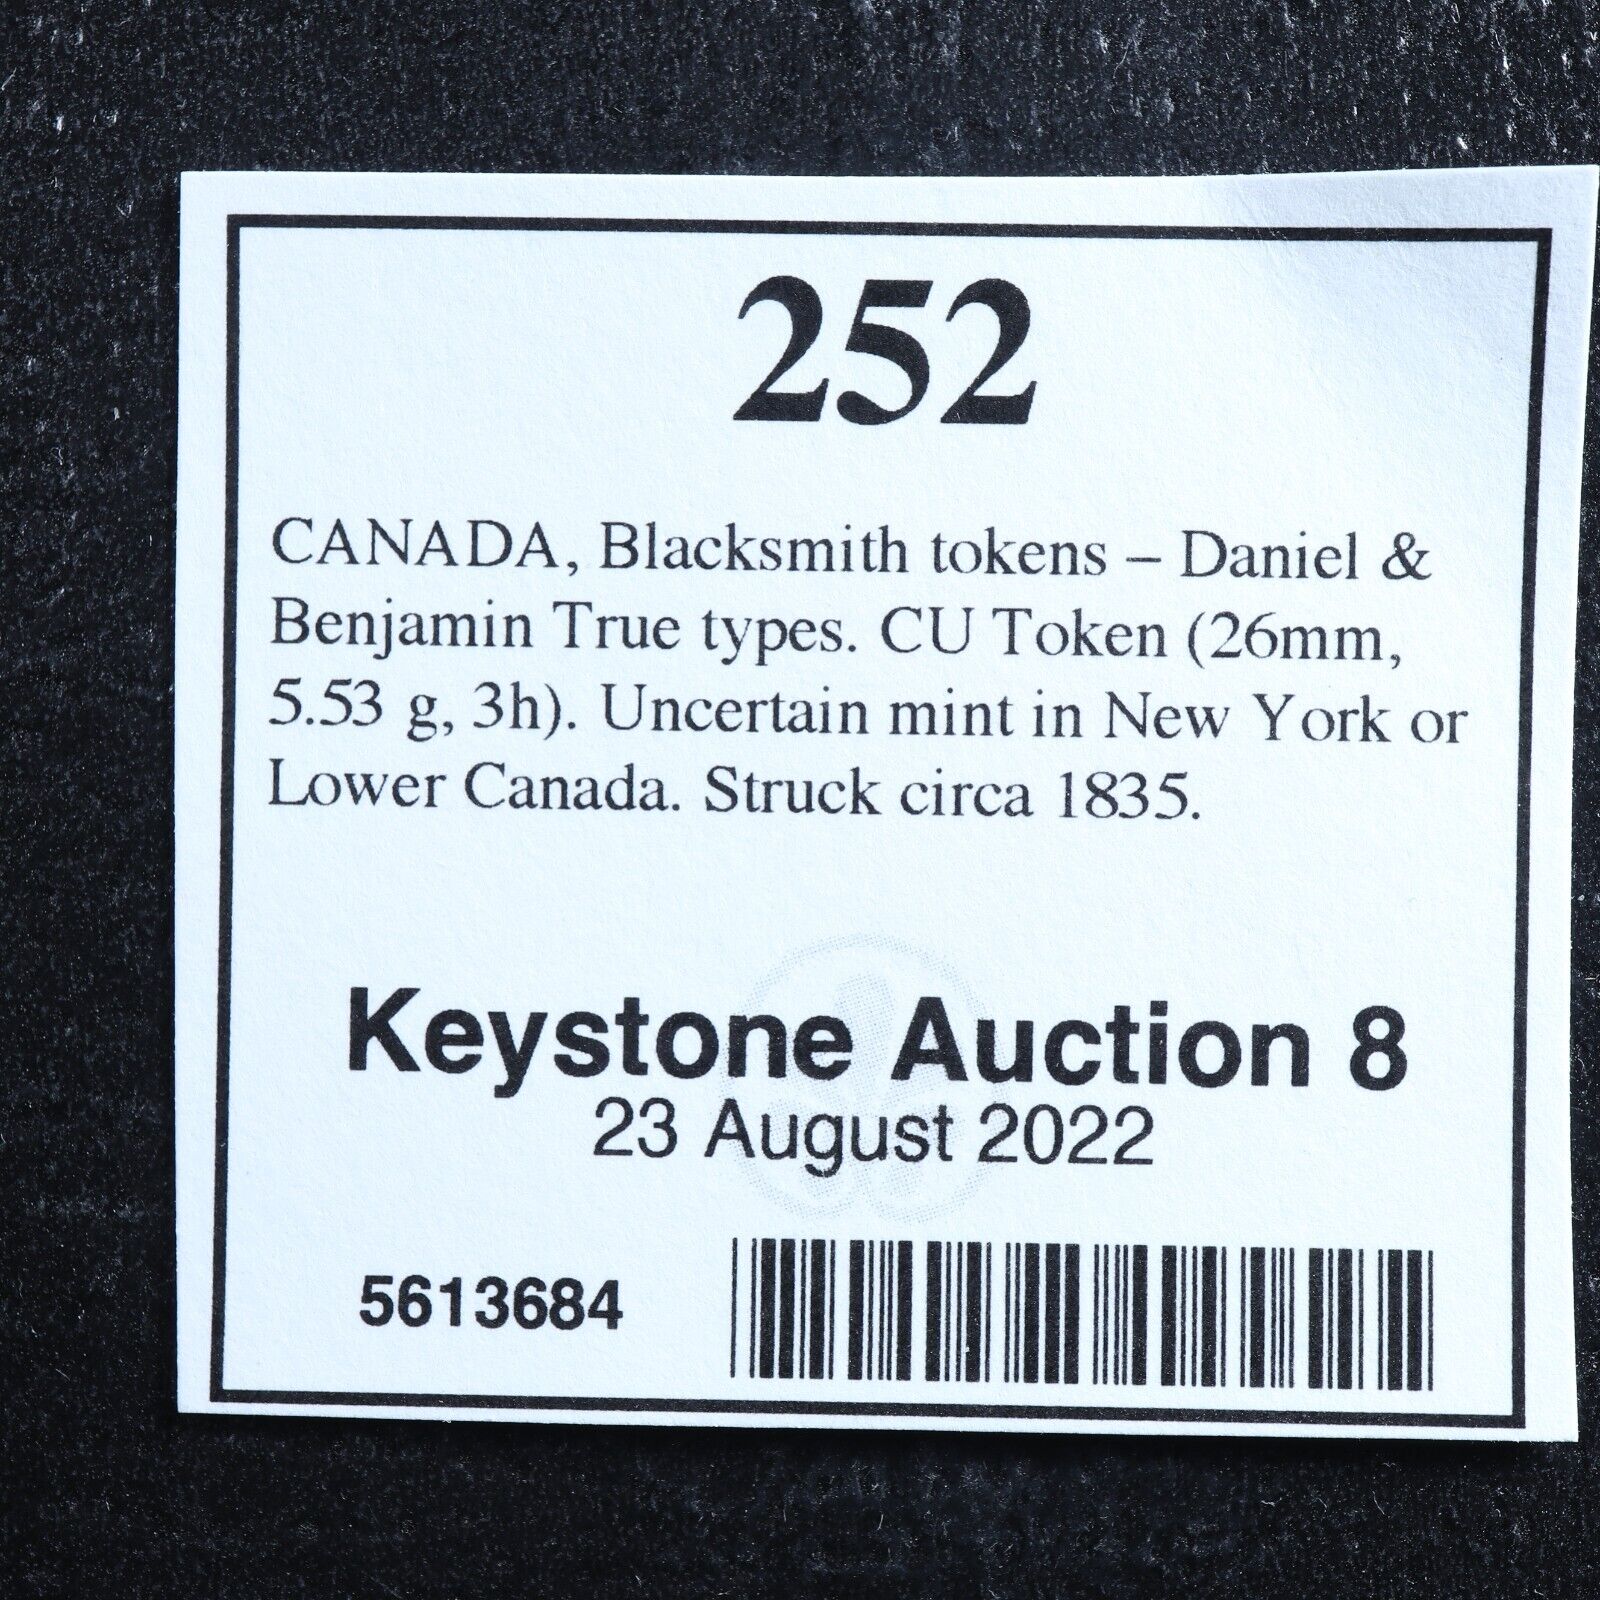 252
CANADA, Blacksmith tokens – Daniel &
Benjamin True types. CU Token (26mm,
5.53 g, 3h). Uncertain mint in New York or
Lower Canada. Struck circa 1835.
Keystone Auction 8
23 August 2022
5613684